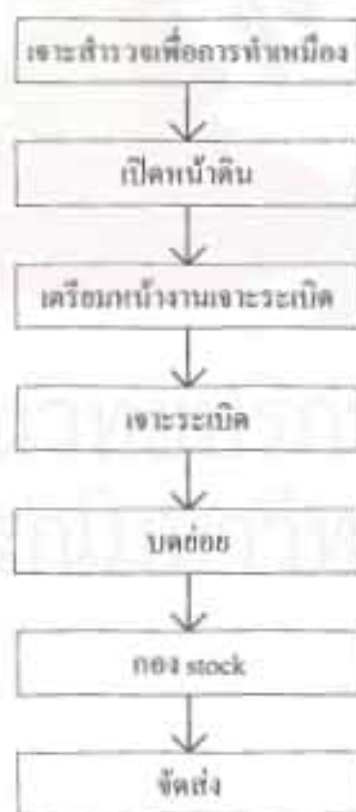 เจาะสำรวจเพื่อการทำเหมือง
เปิดหน้าดิน
เตรียมหน้างานเจาะระเบิด
เจาะระเบิด
บดย่อย
กอง stock
จัดส่ง